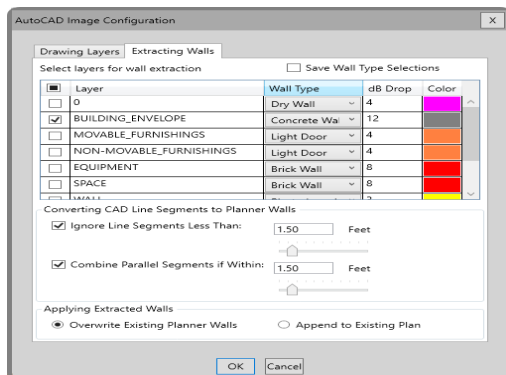 AutoCAD Image Configuration X
Drawing Layers Extracting Walls
Select layers for wall extraction Save Wall Type Selections
Layer Wall Type dB Drop Color
0 Dry Wall 4
BUILDING_ENVELOPE Concrete Wal 12
MOVABLE_FURNISHINGS Light Door 4
NON-MOVABLE_FURNISHINGS Light Door 4
EQUIPMENT Brick Wall 8
SPACE Brick Wall 8
WALL
Converting CAD Line Segments to Planner Walls
Ignore Line Segments Less Than: 1.50 Feet
Combine Parallel Segments if Within: 1.50 Feet
Applying Extracted Walls
Overwrite Existing Planner Walls Append to Existing Plan
OK Cancel